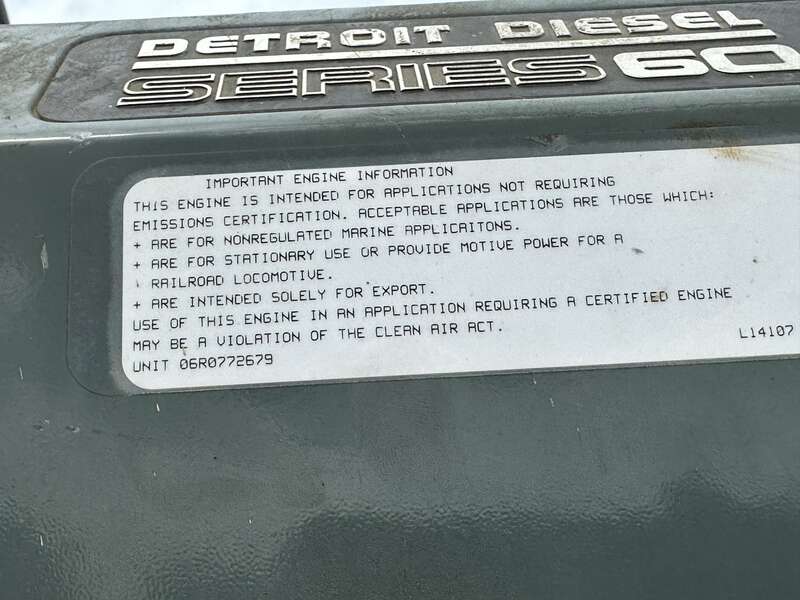 DETROIT DIESEL
SERIES 60
IMPORTANT ENGINE INFORMATION
THIS ENGINE IS INTENDED FOR APPLICATIONS NOT REQUIRING
EMISSIONS CERTIFICATION. ACCEPTABLE APPLICATIONS ARE THOSE WHICH:
+ ARE FOR NONREGULATED MARINE APPLICAITONS.
+ ARE FOR STATIONARY USE OR PROVIDE MOTIVE POWER FOR A
RAILROAD LOCOMOTIVE.
+ ARE INTENDED SOLELY FOR EXPORT.
USE OF THIS ENGINE IN AN APPLICATION REQUIRING A CERTIFIED ENGINE
MAY BE A VIOLATION OF THE CLEAN AIR ACT.
L14107
UNIT 06R0772679